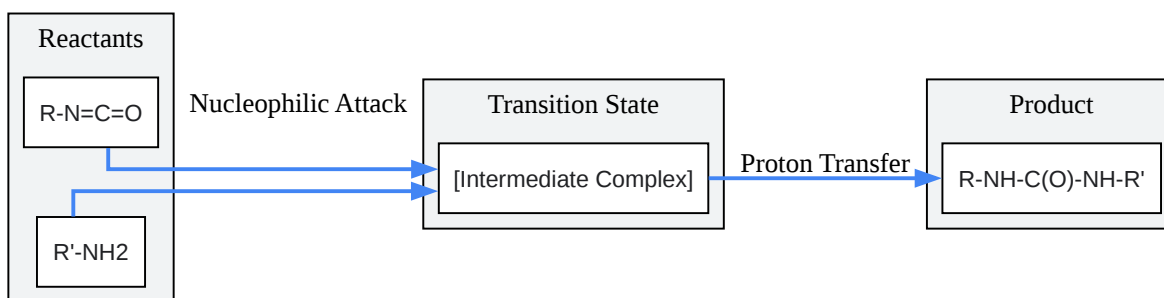 Reactants
R-N=C=O
R'-NH2
Nucleophilic Attack
Transition State
[Intermediate Complex]
Proton Transfer
Product
R-NH-C(O)-NH-R'